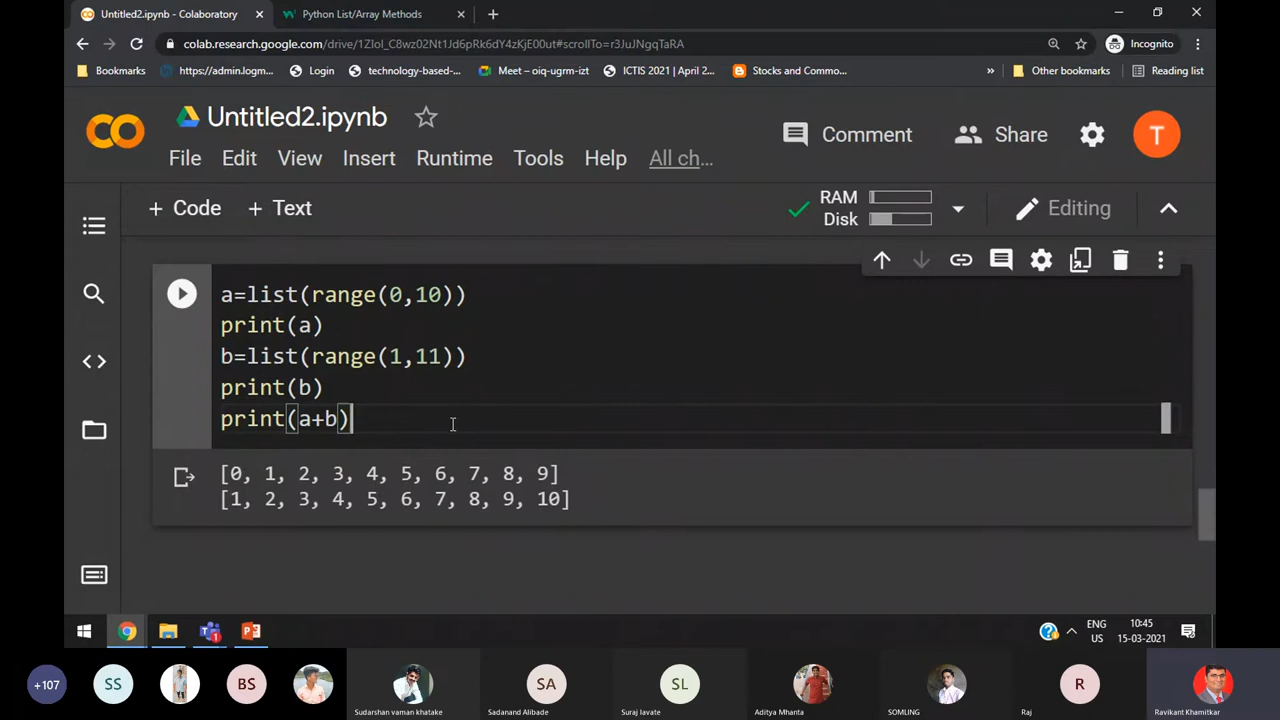 Untitled2.ipynb - Colaboratory
Python List/Array Methods
colab.research.google.com/drive/1ZIoI_C8wz02Nt1Jd6pRk6dY4zKjE00ut#scrollTo=r3JuJNgqTaRA
Incognito
Bookmarks
https://admin.logm...
Login
technology-based-...
Meet – oiq-ugrm-izt
ICTIS 2021 | April 2...
Stocks and Commo...
»
Other bookmarks
Reading list
CO
Untitled2.ipynb
Comment
Share
T
File Edit View Insert Runtime Tools Help All ch...
+ Code + Text
RAM
Disk
Editing
a=list(range(0,10))
print(a)
b=list(range(1,11))
print(b)
print(a+b)
[0, 1, 2, 3, 4, 5, 6, 7, 8, 9]
[1, 2, 3, 4, 5, 6, 7, 8, 9, 10]
ENG
US
10:45
15-03-2021
+107
SS
BS
Sudarshan vaman khatake
SA
Sadanand Alibade
SL
Suraj lavate
Aditya Mhanta
SOMLING
R
Raj
Ravikant Khamitkar